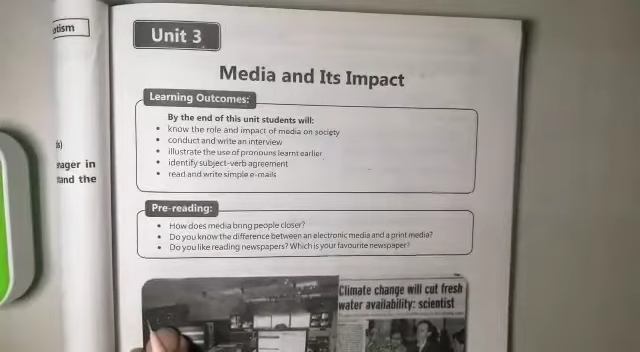 otism
Unit 3
Media and Its Impact
Learning Outcomes:
By the end of this unit students will:
• know the role and impact of media on society
• conduct and write an interview
• illustrate the use of pronouns learnt earlier
• identify subject-verb agreement
• read and write simple e-mails
ager in
and the
Pre-reading:
• How does media bring people closer?
• Do you know the difference between an electronic media and a print media?
• Do you like reading newspapers? Which is your favourite newspaper?
Climate change will cut fresh
water availability: scientist